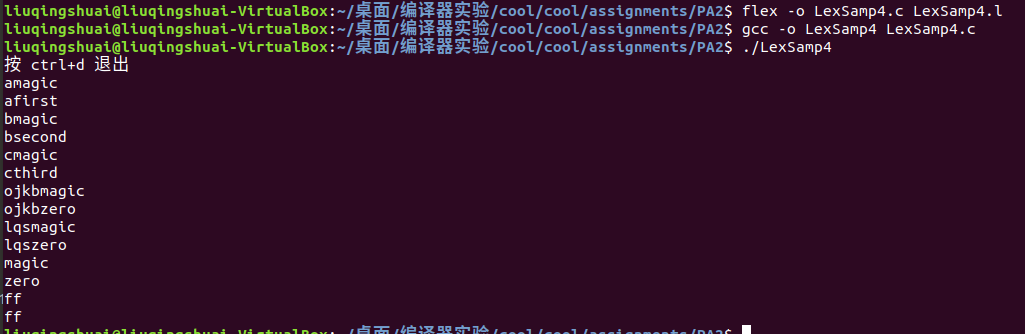 liuqingshuai@liuqingshuai-VirtualBox:~/桌面/编译器实验/cool/cool/assignments/PA2$ flex -o LexSamp4.c LexSamp4.l
liuqingshuai@liuqingshuai-VirtualBox:~/桌面/编译器实验/cool/cool/assignments/PA2$ gcc -o LexSamp4 LexSamp4.c
liuqingshuai@liuqingshuai-VirtualBox:~/桌面/编译器实验/cool/cool/assignments/PA2$ ./LexSamp4
按 ctrl+d 退出
amagic
afirst
bmagic
bsecond
cmagic
cthird
ojkbmagic
ojkbzero
lqsmagic
lqszero
magic
zero
ff
ff
liuqingshuai@liuqingshuai-VirtualBox:~/桌面/编译器实验/cool/cool/assignments/PA2$